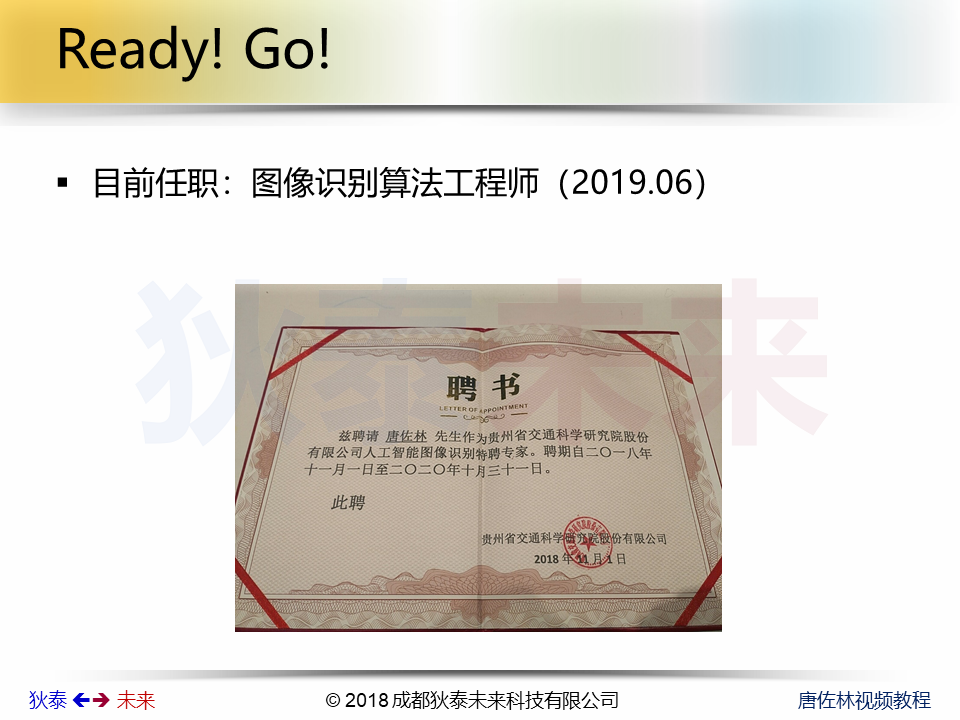 Ready! Go!
▪ 目前任职：图像识别算法工程师（2019.06）
狄泰未来
聘书
LETTER OF APPOINTMENT
兹聘请 唐佐林 先生作为贵州省交通科学研究院股份
有限公司人工智能图像识别特聘专家。聘期自二〇一八年
十一月一日至二〇二〇年十月三十一日。
此聘
贵州省交通科学研究院股份有限公司
2018 年 11 月 1 日
狄泰 未来
© 2018 成都狄泰未来科技有限公司
唐佐林视频教程